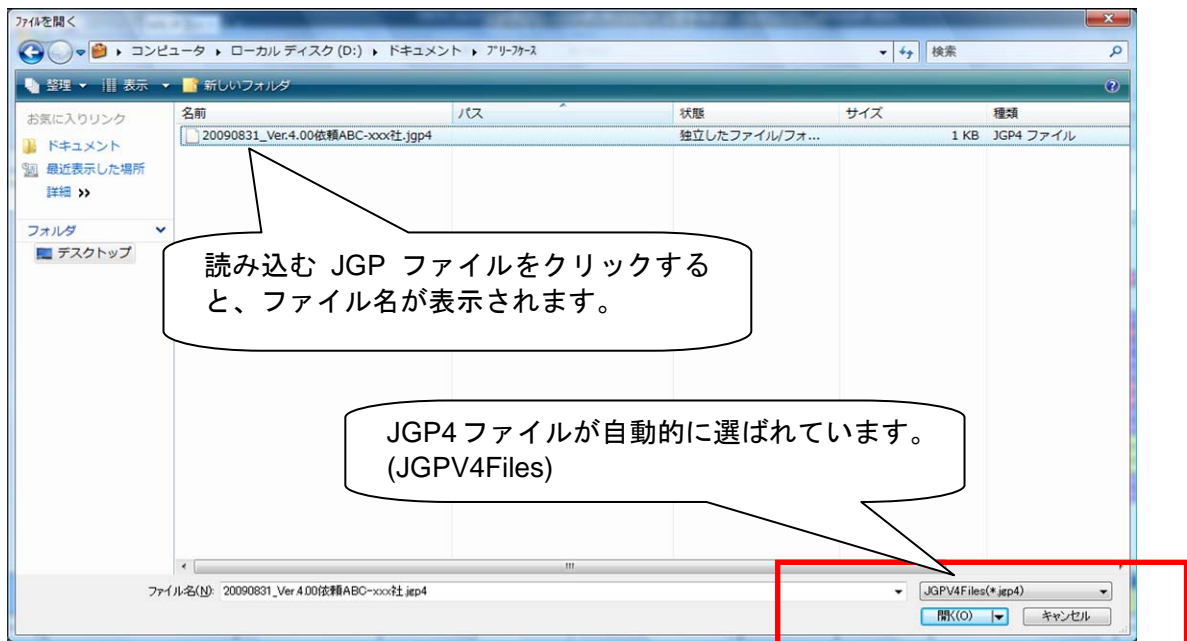 ファイルを開く
コンピュータ ▸ ローカル ディスク (D:) ▸ ドキュメント ▸ ブリーフケース
検索
整理 表示 新しいフォルダ
お気に入りリンク
ドキュメント
最近表示した場所
詳細 »
フォルダ
デスクトップ
名前 パス 状態 サイズ 種類
20090831_Ver.4.00依頼ABC-xxx社.jgp4 独立したファイル/フォ... 1 KB JGP4 ファイル
読み込む JGP ファイルをクリックする
と、ファイル名が表示されます。
JGP4ファイルが自動的に選ばれています。
(JGPV4Files)
ファイル名(N): 20090831_Ver.4.00依頼ABC-xxx社.jgp4
JGPV4Files(*.jgp4)
開く(O) キャンセル